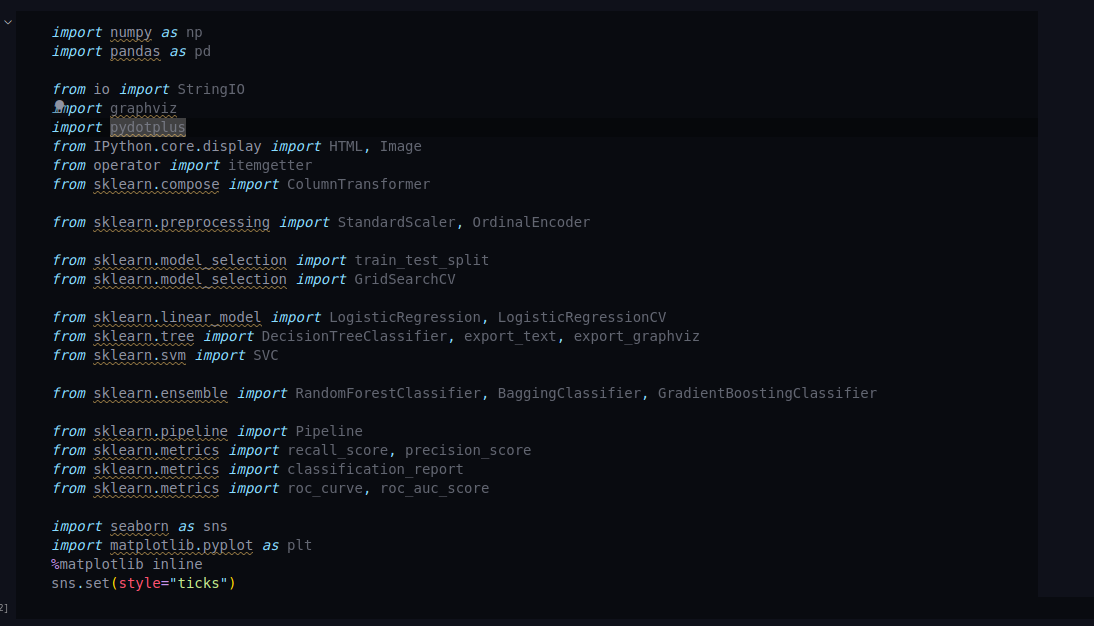 import numpy as np
import pandas as pd
from io import StringIO
import graphviz
import pydotplus
from IPython.core.display import HTML, Image
from operator import itemgetter
from sklearn.compose import ColumnTransformer
from sklearn.preprocessing import StandardScaler, OrdinalEncoder
from sklearn.model_selection import train_test_split
from sklearn.model_selection import GridSearchCV
from sklearn.linear_model import LogisticRegression, LogisticRegressionCV
from sklearn.tree import DecisionTreeClassifier, export_text, export_graphviz
from sklearn.svm import SVC
from sklearn.ensemble import RandomForestClassifier, BaggingClassifier, GradientBoostingClassifier
from sklearn.pipeline import Pipeline
from sklearn.metrics import recall_score, precision_score
from sklearn.metrics import classification_report
from sklearn.metrics import roc_curve, roc_auc_score
import seaborn as sns
import matplotlib.pyplot as plt
%matplotlib inline
sns.set(style="ticks")
2]